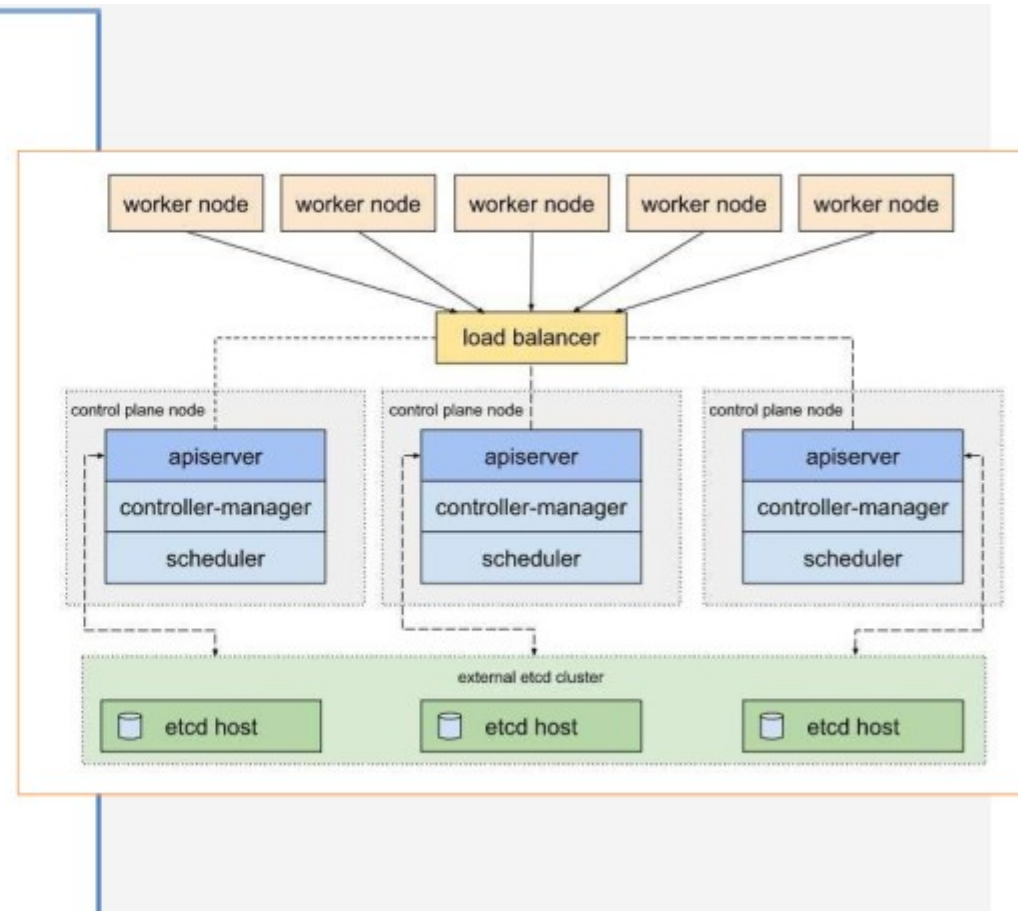 worker node worker node worker node worker node worker node
load balancer
control plane node control plane node control plane node
apiserver apiserver apiserver
controller-manager controller-manager controller-manager
scheduler scheduler scheduler
external etcd cluster
etcd host etcd host etcd host